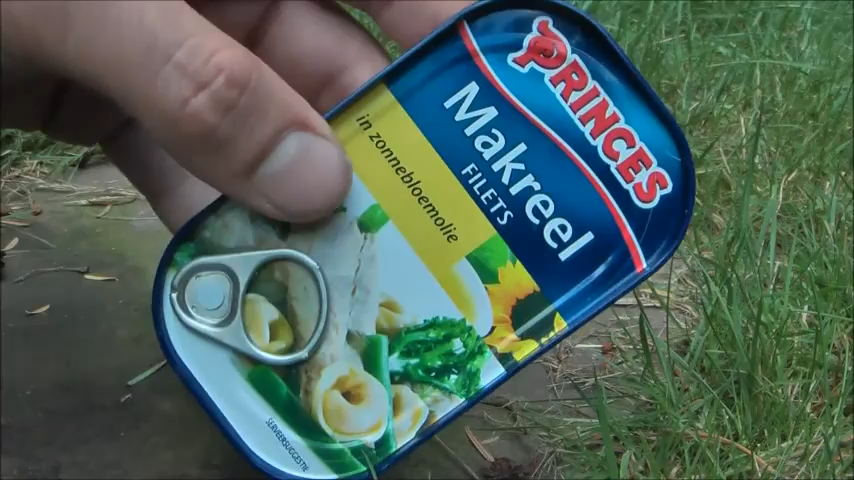 PRINCES
Makreel
FILETS
in zonnebloemolie
SERVEERSUGGESTIE